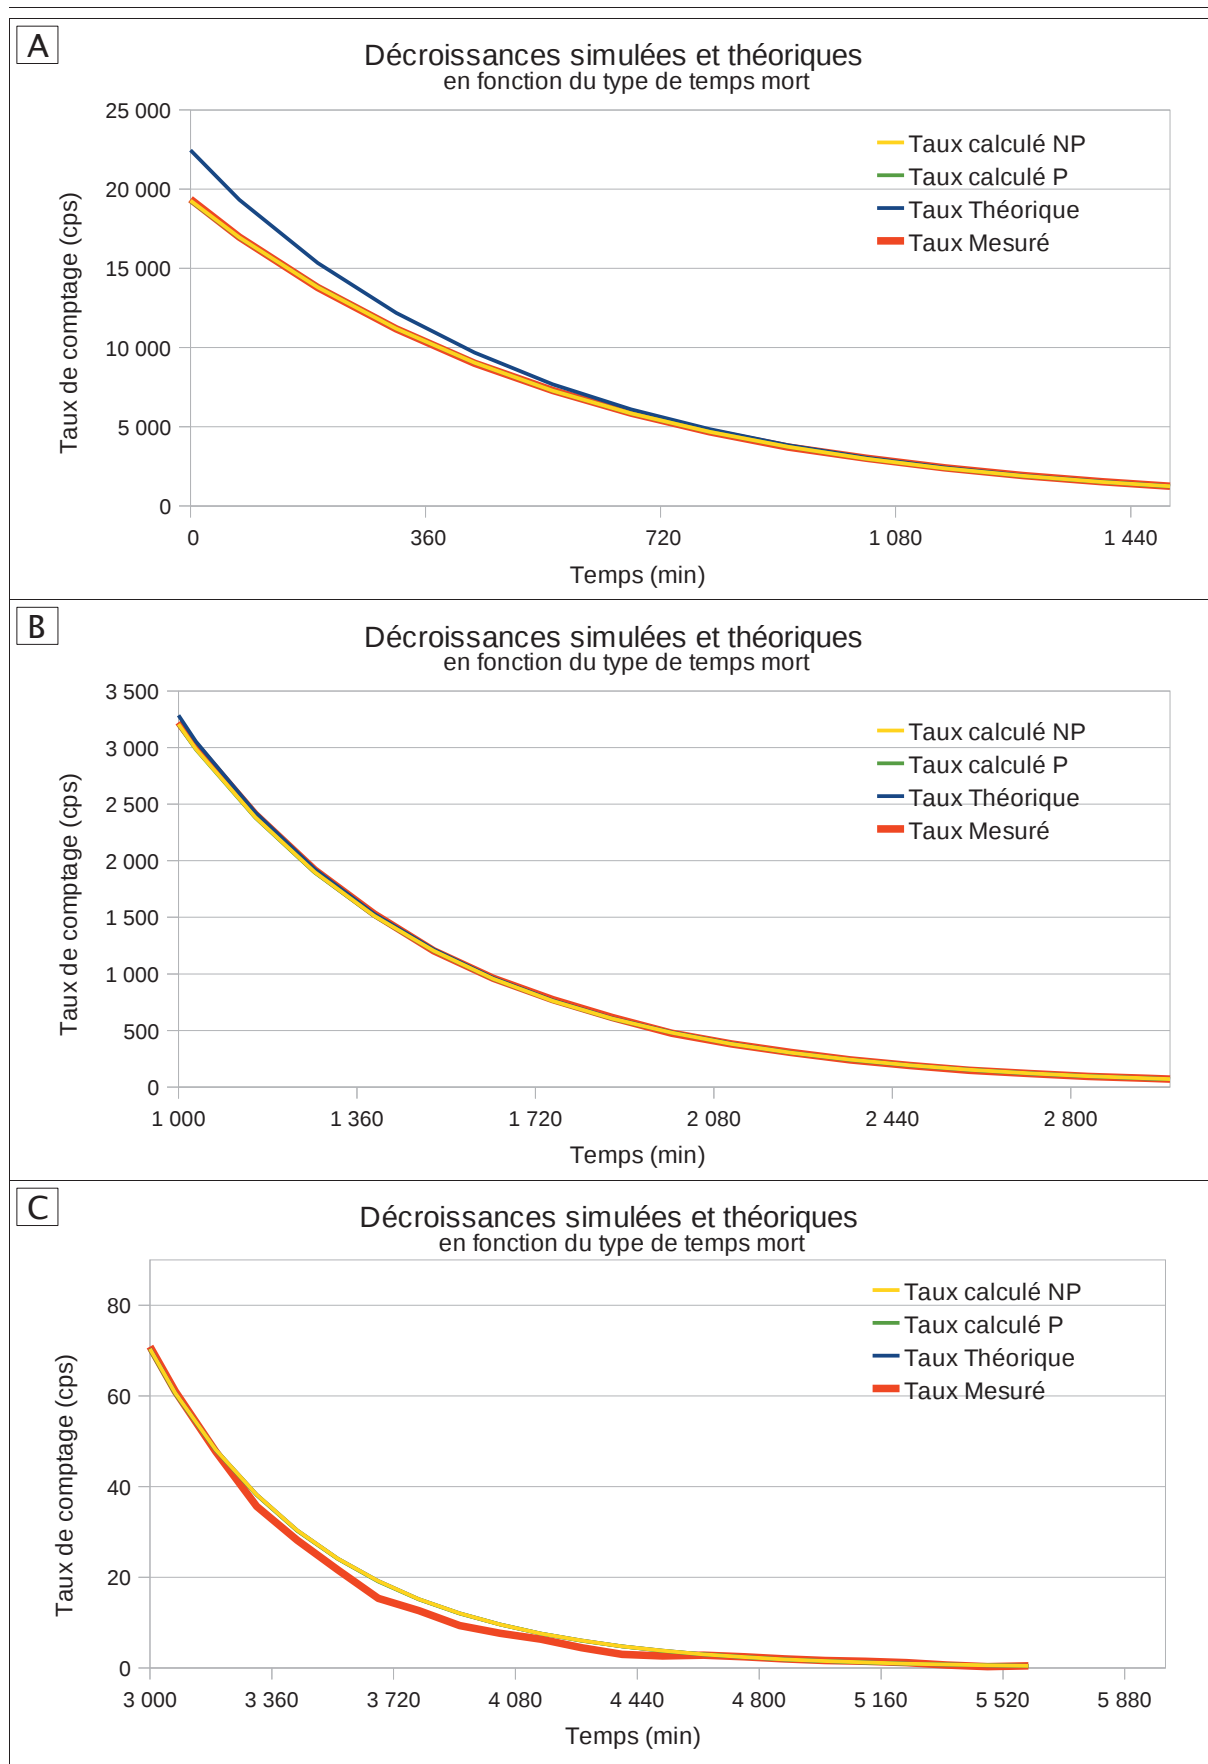 A
Décroissances simulées et théoriques
en fonction du type de temps mort
25 000
20 000
15 000
10 000
5 000
0
Taux de comptage (cps)
Taux calculé NP
Taux calculé P
Taux Théorique
Taux Mesuré
0 360 720 1 080 1 440
Temps (min)
B
Décroissances simulées et théoriques
en fonction du type de temps mort
3 500
3 000
2 500
2 000
1 500
1 000
500
0
Taux de comptage (cps)
Taux calculé NP
Taux calculé P
Taux Théorique
Taux Mesuré
1 000 1 360 1 720 2 080 2 440 2 800
Temps (min)
C
Décroissances simulées et théoriques
en fonction du type de temps mort
80
60
40
20
0
Taux de comptage (cps)
Taux calculé NP
Taux calculé P
Taux Théorique
Taux Mesuré
3 000 3 360 3 720 4 080 4 440 4 800 5 160 5 520 5 880
Temps (min)